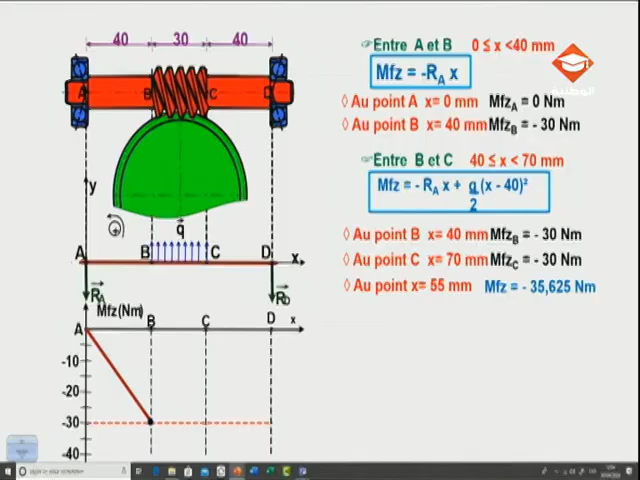 40 30 40
A B C D
y
q
A B C D x
R_A R_D
Mfz(Nm)
A B C D x
-10
-20
-30
-40
☞Entre A et B 0 ≤ x <40 mm
Mfz = -R_A x
◊ Au point A x= 0 mm Mfz_A = 0 Nm
◊ Au point B x= 40 mm Mfz_B = - 30 Nm
☞Entre B et C 40 ≤ x < 70 mm
Mfz = - R_A x + q/2 (x - 40)²
◊ Au point B x= 40 mm Mfz_B = - 30 Nm
◊ Au point C x= 70 mm Mfz_C = - 30 Nm
◊ Au point x= 55 mm Mfz = - 35,625 Nm
الوطنية